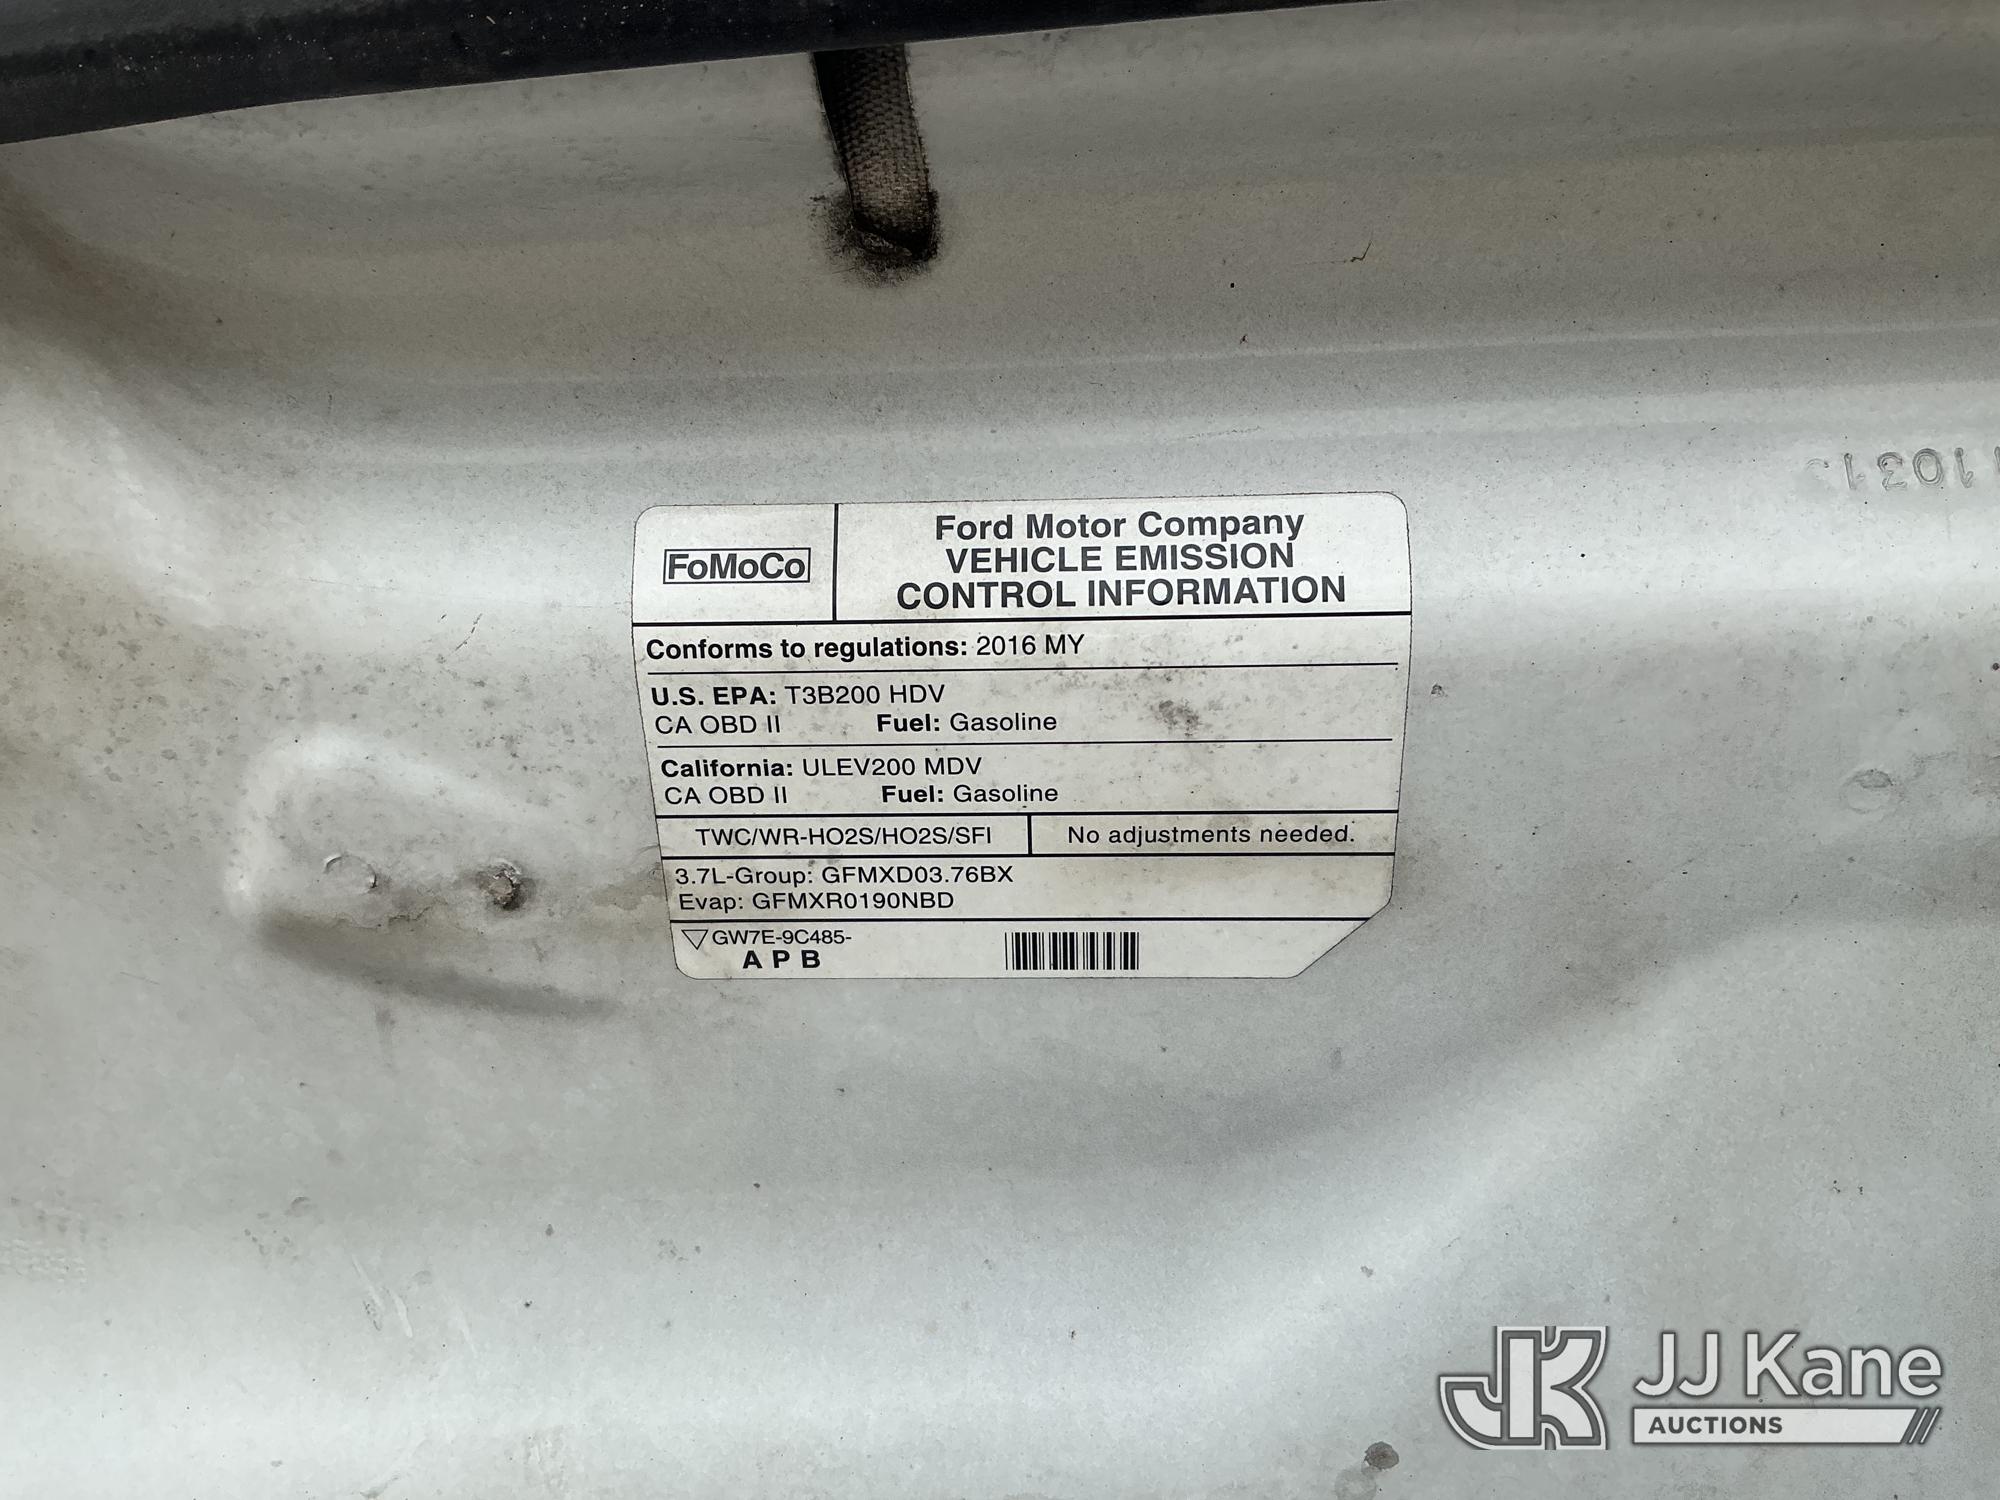 FoMoCo
Ford Motor Company
VEHICLE EMISSION
CONTROL INFORMATION
Conforms to regulations: 2016 MY
U.S. EPA: T3B200 HDV
CA OBD II Fuel: Gasoline
California: ULEV200 MDV
CA OBD II Fuel: Gasoline
TWC/WR-HO2S/HO2S/SFI
No adjustments needed.
3.7L-Group: GFMXD03.76BX
Evap: GFMXR0190NBD
GW7E-9C485-
A P B
JK JJ Kane
AUCTIONS